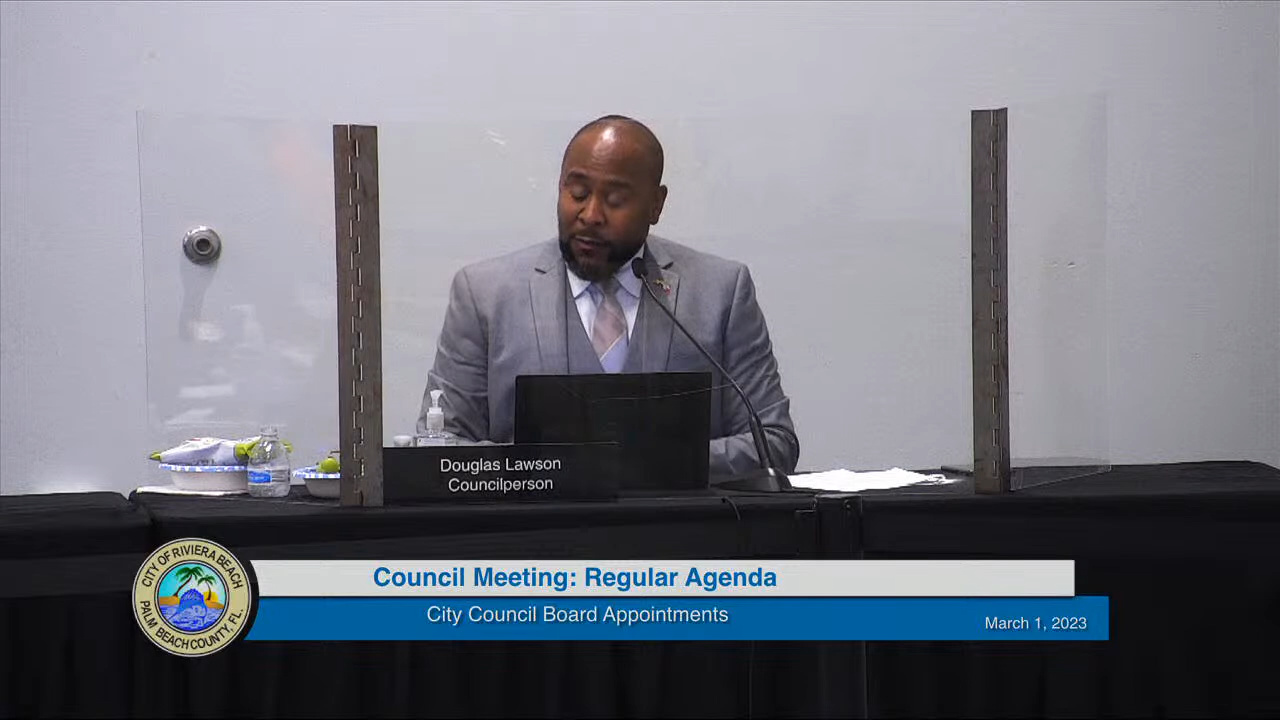 Douglas Lawson
Councilperson
Council Meeting: Regular Agenda
City Council Board Appointments
March 1, 2023
CITY OF RIVIERA BEACH
PALM BEACH COUNTY, FL.